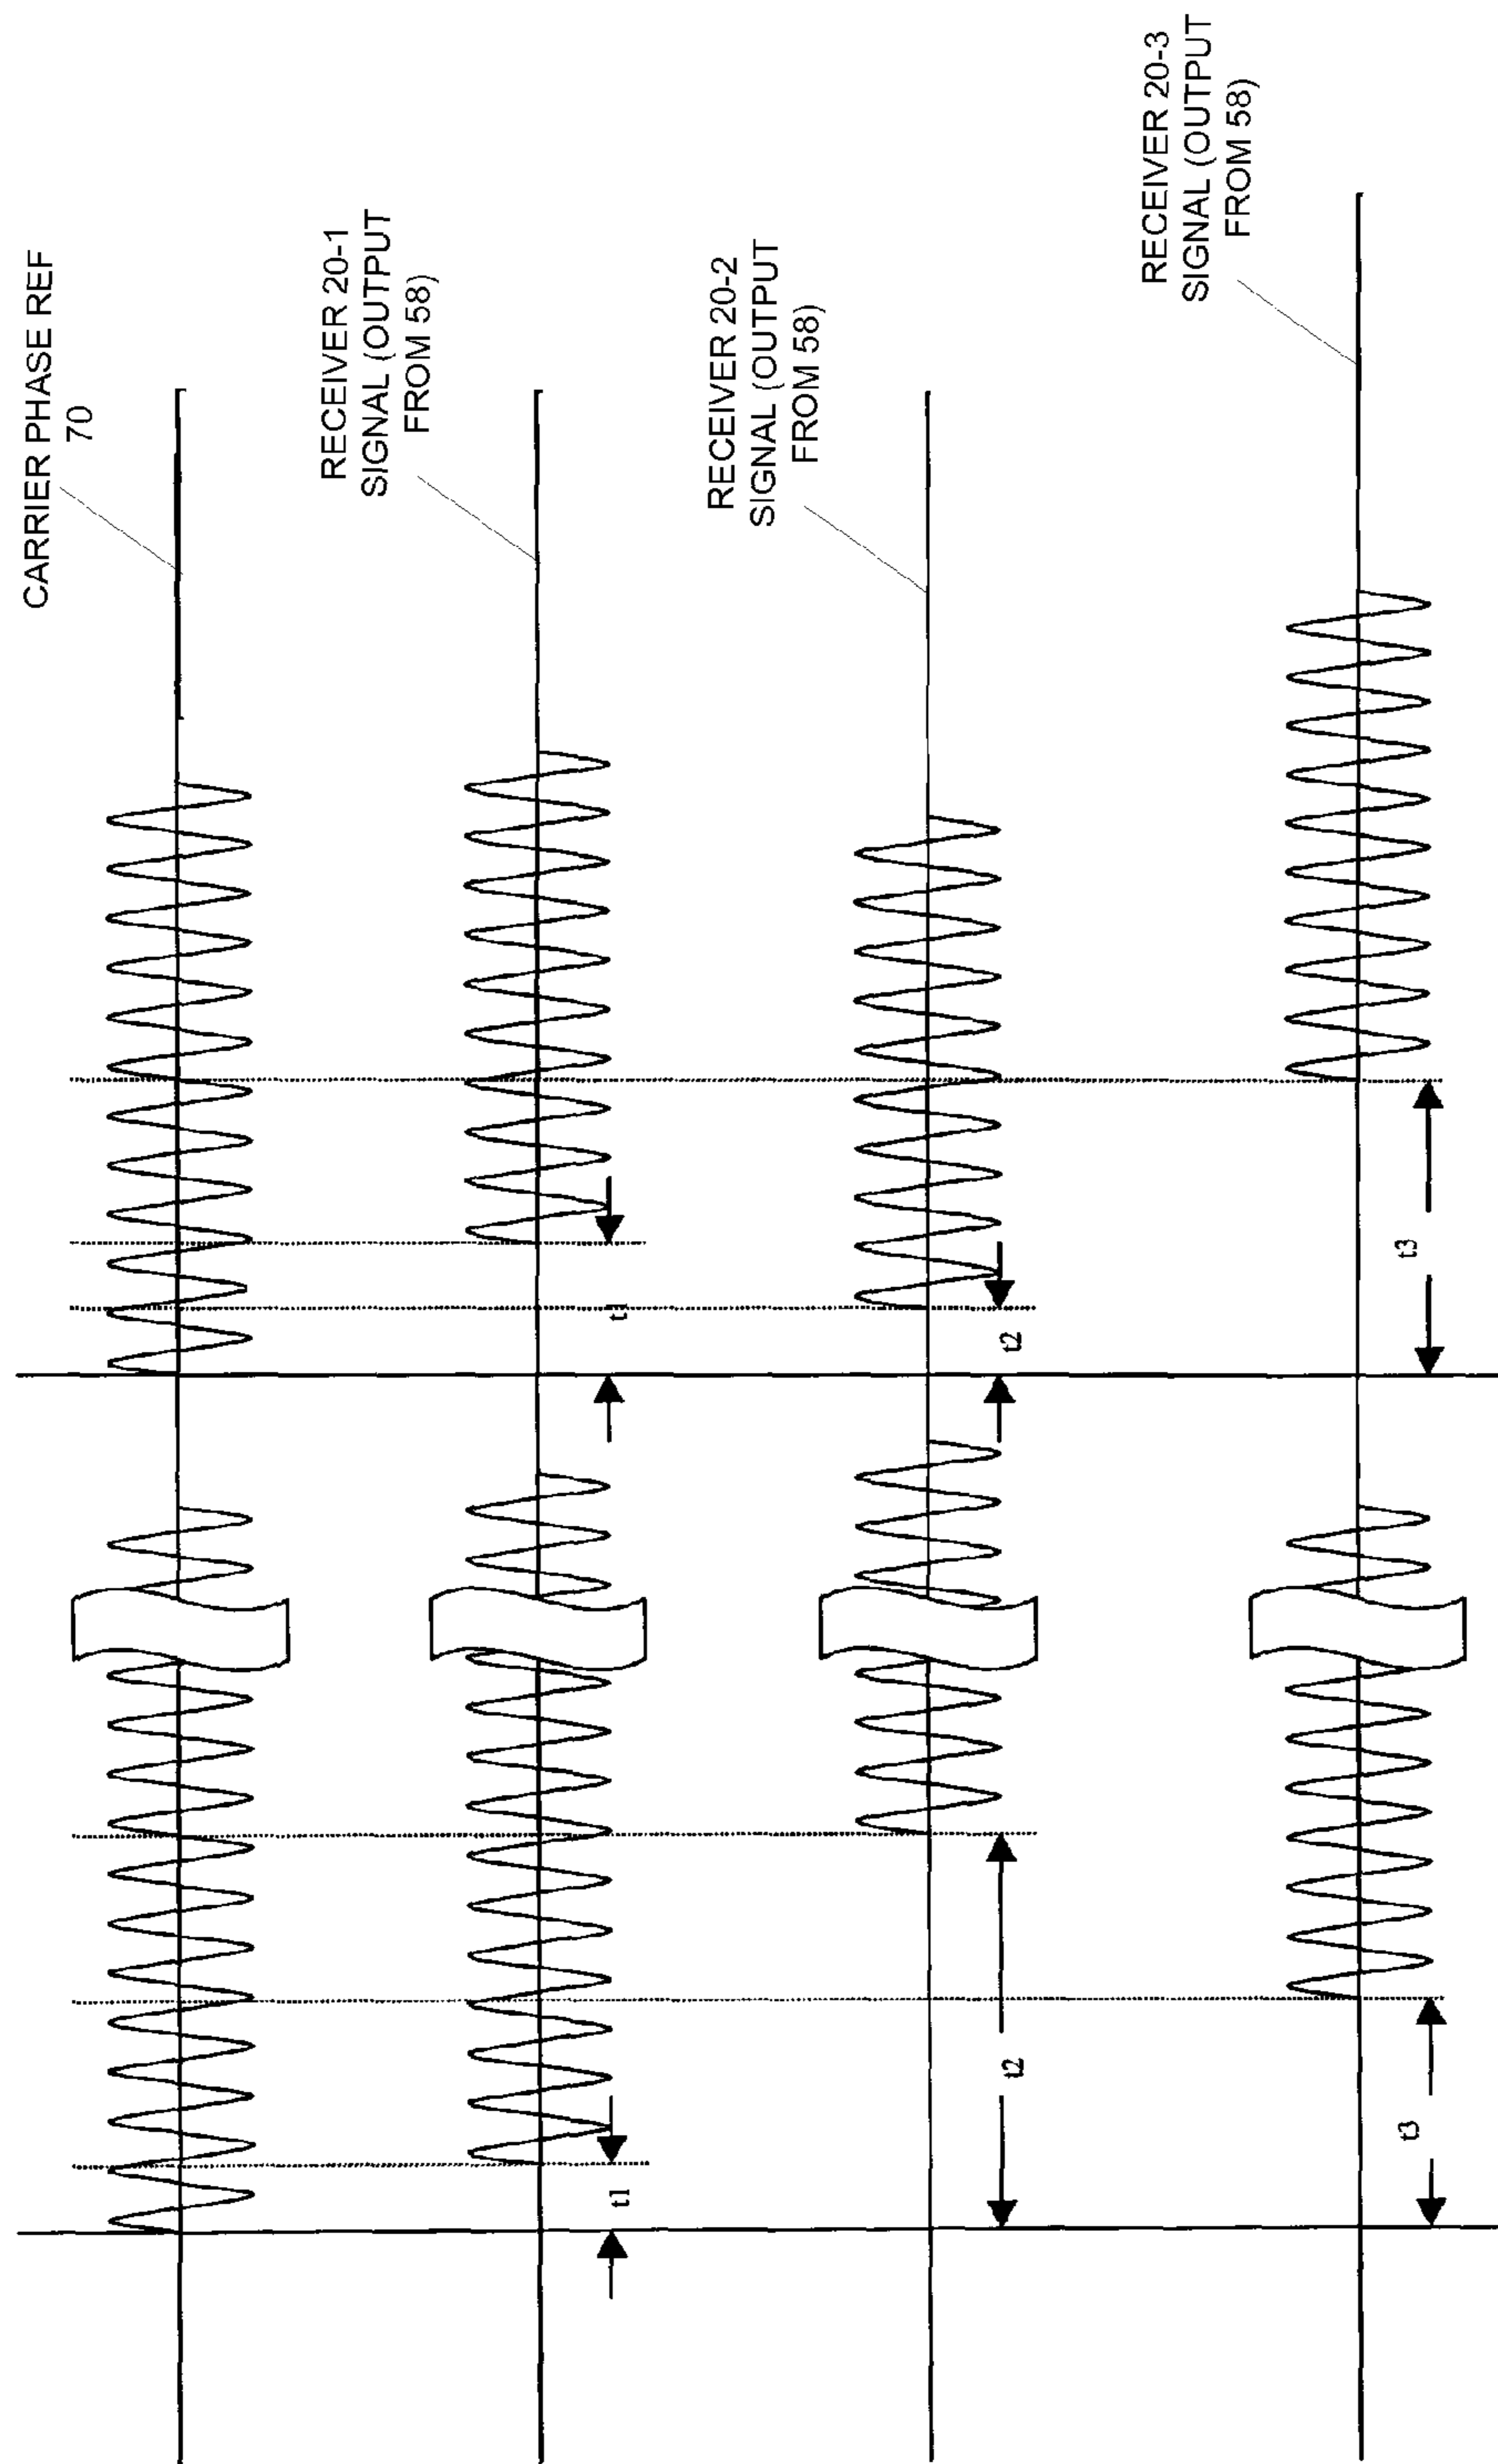 CARRIER PHASE REF
70
RECEIVER 20-1
SIGNAL (OUTPUT
FROM 58)
RECEIVER 20-2
SIGNAL (OUTPUT
FROM 58)
RECEIVER 20-3
SIGNAL (OUTPUT
FROM 58)
t1
t1
t2
t2
t3
t3